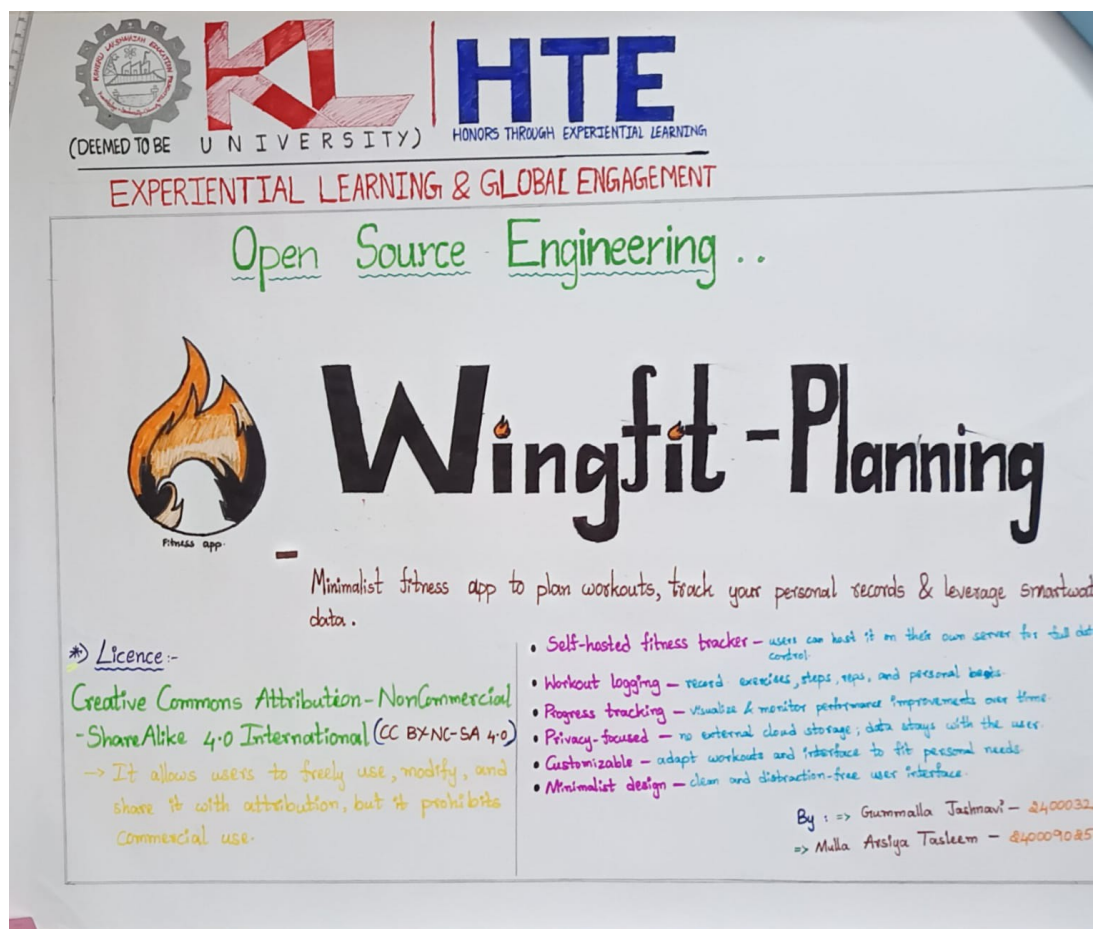 KL | HTE
(DEEMED TO BE UNIVERSITY)
HONORS THROUGH EXPERIENTIAL LEARNING
EXPERIENTIAL LEARNING & GLOBAL ENGAGEMENT
Open Source Engineering ..
Wingfit - Planning
Fitness app.
Minimalist fitness app to plan workouts, track your personal records & leverage smartwat
data.
*) Licence :-
Creative Commons Attribution - NonCommercial
- ShareAlike 4.0 International (CC BY-NC-SA 4.0)
→ It allows users to freely use, modify, and
share it with attribution, but it prohibits
Commercial use.
• Self-hosted fitness tracker – users can host it on their own server for full dat
control.
• Workout logging – record exercises, steps, reps, and personal bests.
• Progress tracking – visualize & monitor performance improvements over time.
• Privacy-focused – no external cloud storage; data stays with the user.
• Customizable – adapt workouts and interface to fit personal needs.
• Minimalist design – clean and distraction-free user interface.
By : => Gummalla Jashnavi – 2400032
=> Mulla Arsiya Tasleem – 240009025